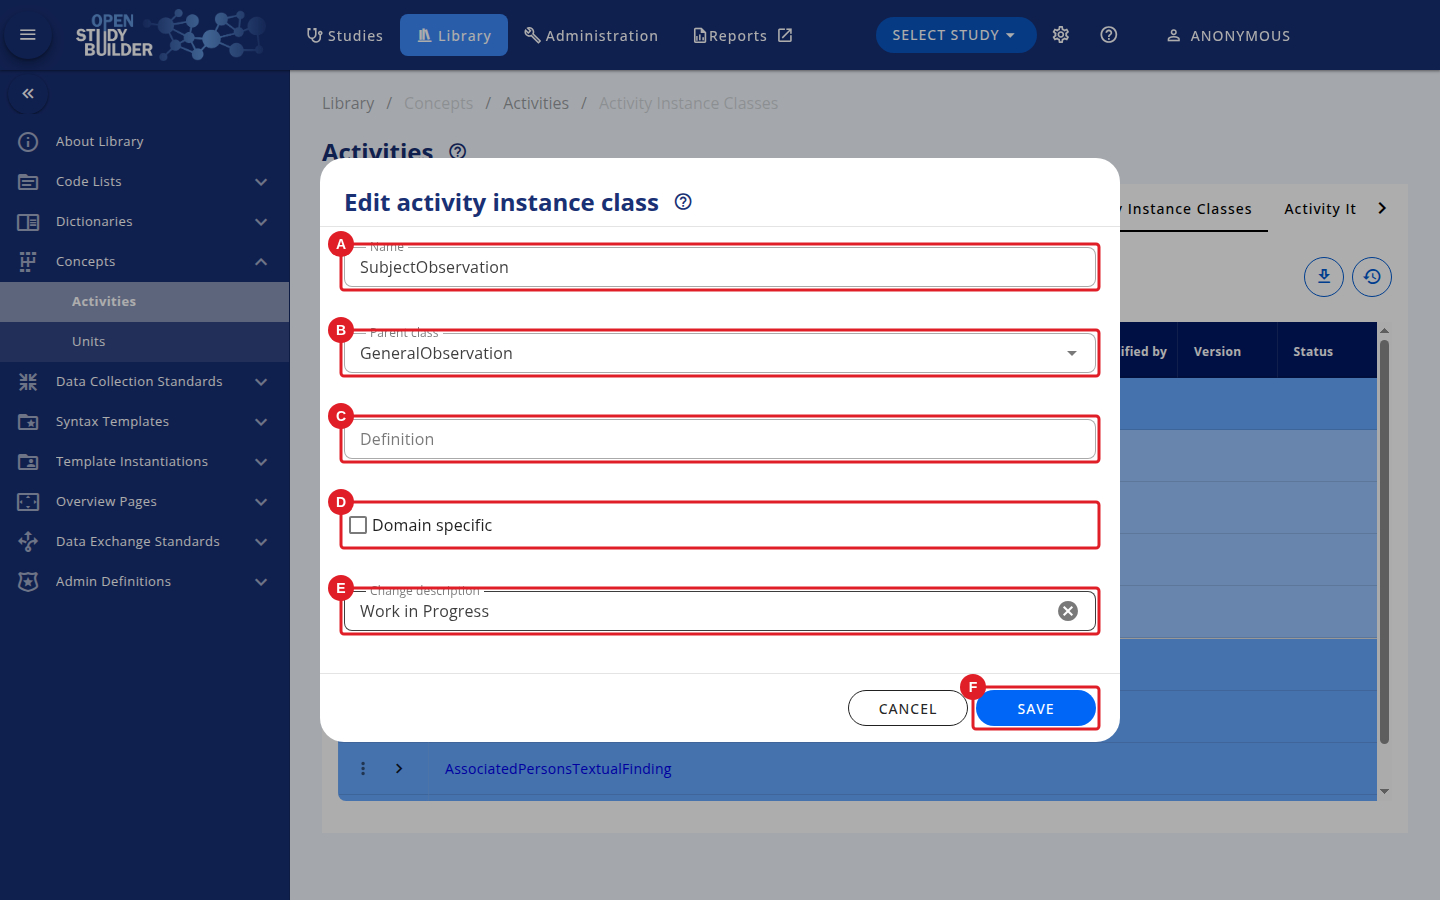 OPEN
STUDY
BUILDER
Studies
Library
Administration
Reports
SELECT STUDY
ANONYMOUS
About Library
Code Lists
Dictionaries
Concepts
Activities
Units
Data Collection Standards
Syntax Templates
Template Instantiations
Overview Pages
Data Exchange Standards
Admin Definitions
Library / Concepts / Activities / Activity Instance Classes
Activities
Instance Classes
Activity It
ified by
Version
Status
Edit activity instance class
A
Name
SubjectObservation
B
Parent class
GeneralObservation
C
Definition
D
Domain specific
E
Change description
Work in Progress
CANCEL
F
SAVE
AssociatedPersonsTextualFinding